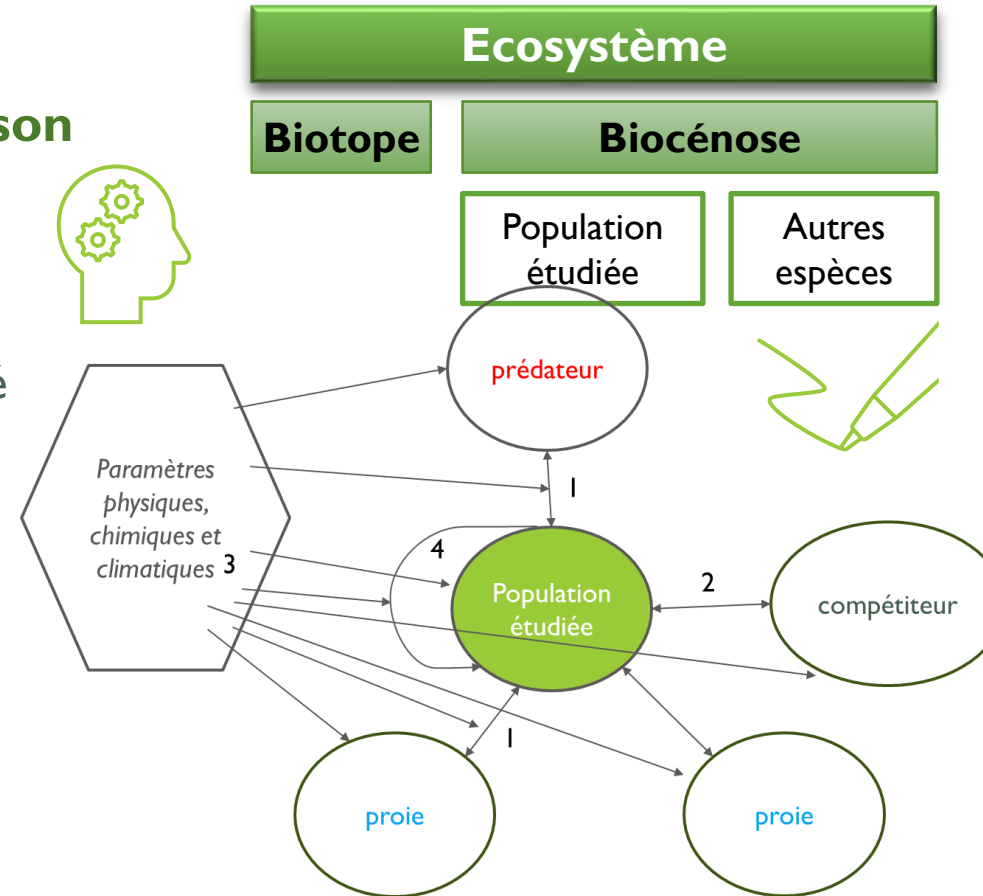 Ecosystème
son
Biotope
Biocénose
Population
étudiée
Autres
espèces
é
prédateur
Paramètres
physiques,
chimiques et
climatiques
3
1
4
Population
étudiée
2
compétiteur
1
proie
proie